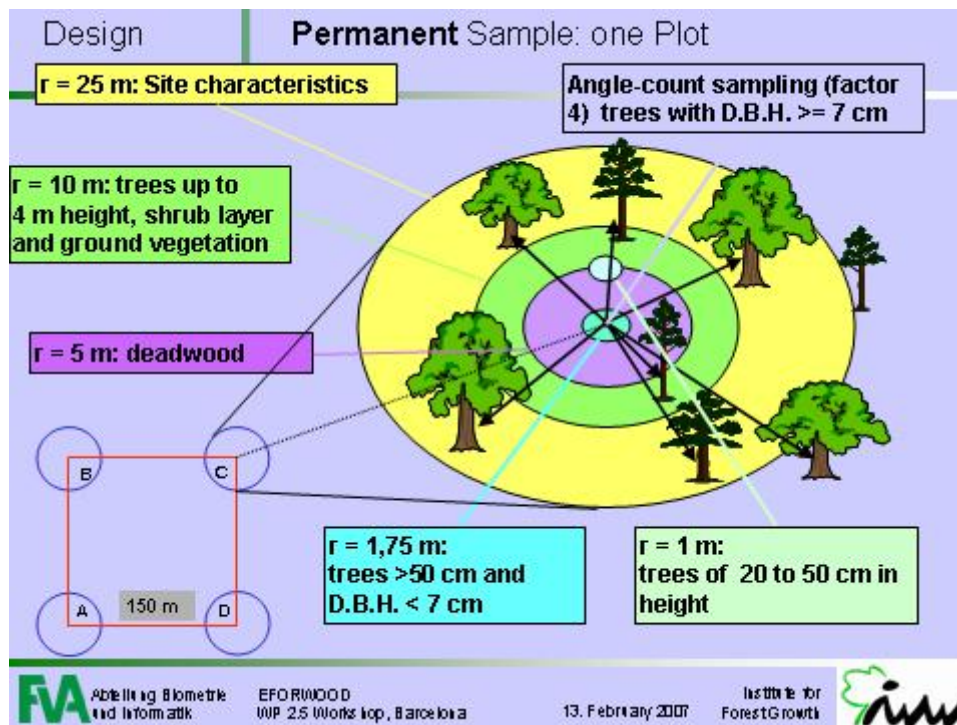 Design
Permanent Sample: one Plot
r = 25 m: Site characteristics
Angle-count sampling (factor
4) trees with D.B.H. >= 7 cm
r = 10 m: trees up to
4 m height, shrub layer
and ground vegetation
r = 5 m: deadwood
B
C
A
150 m
D
r = 1,75 m:
trees >50 cm and
D.B.H. < 7 cm
r = 1 m:
trees of 20 to 50 cm in
height
FVA
Abteilung Biometrie
und Informatik
EFORWOOD
WP 2.5 Workshop, Barcelona
13. February 2007
Institute for
ForestGrowth